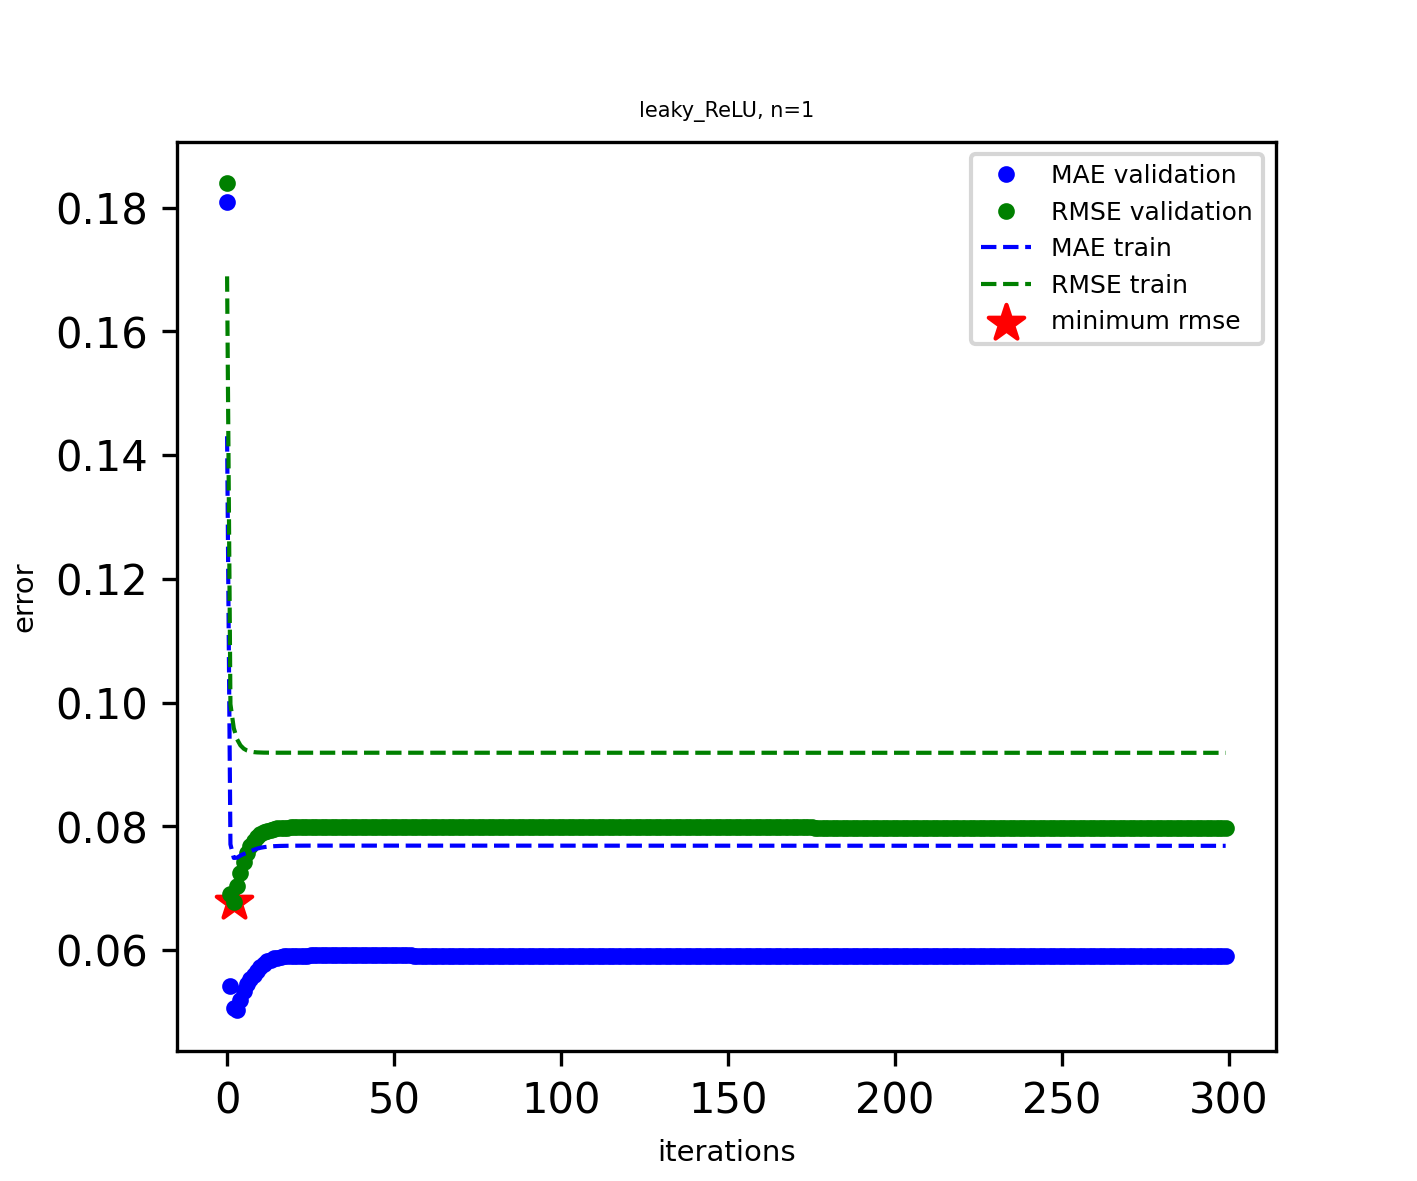 leaky_ReLU, n=1
MAE validation
RMSE validation
MAE train
RMSE train
minimum rmse
0.18
0.16
0.14
0.12
0.10
0.08
0.06
error
0 50 100 150 200 250 300
iterations